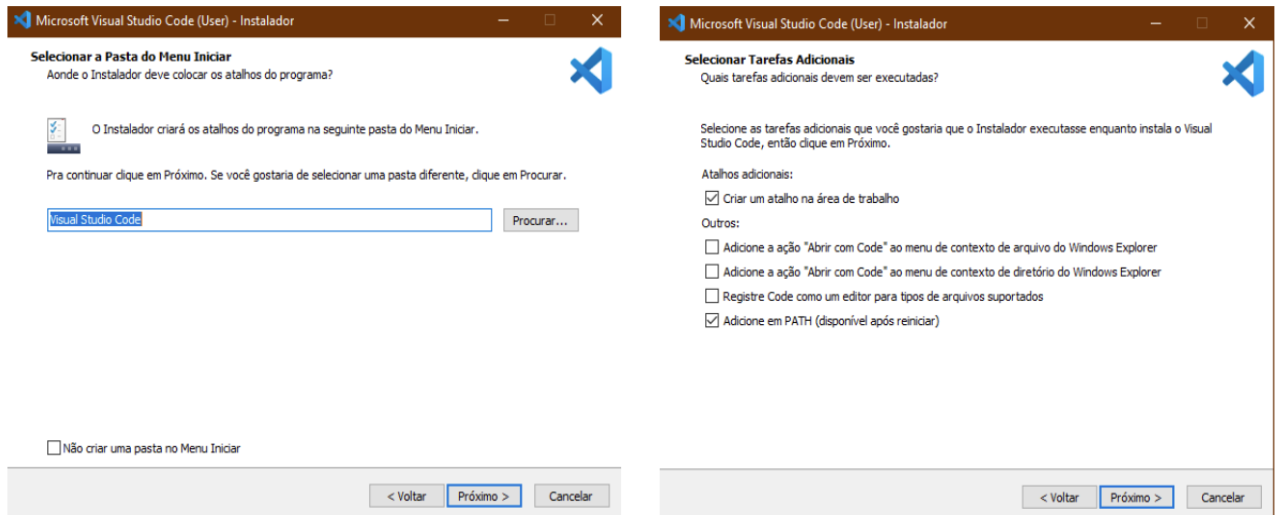 Microsoft Visual Studio Code (User) - Instalador
Selecionar a Pasta do Menu Iniciar
Aonde o Instalador deve colocar os atalhos do programa?
O Instalador criará os atalhos do programa na seguinte pasta do Menu Iniciar.
Pra continuar clique em Próximo. Se você gostaria de selecionar uma pasta diferente, clique em Procurar.
Visual Studio Code
Procurar...
Não criar uma pasta no Menu Iniciar
< Voltar
Próximo >
Cancelar
Microsoft Visual Studio Code (User) - Instalador
Selecionar Tarefas Adicionais
Quais tarefas adicionais devem ser executadas?
Selecione as tarefas adicionais que você gostaria que o Instalador executasse enquanto instala o Visual
Studio Code, então clique em Próximo.
Atalhos adicionais:
Criar um atalho na área de trabalho
Outros:
Adicione a ação "Abrir com Code" ao menu de contexto de arquivo do Windows Explorer
Adicione a ação "Abrir com Code" ao menu de contexto de diretório do Windows Explorer
Registre Code como um editor para tipos de arquivos suportados
Adicione em PATH (disponível após reiniciar)
< Voltar
Próximo >
Cancelar